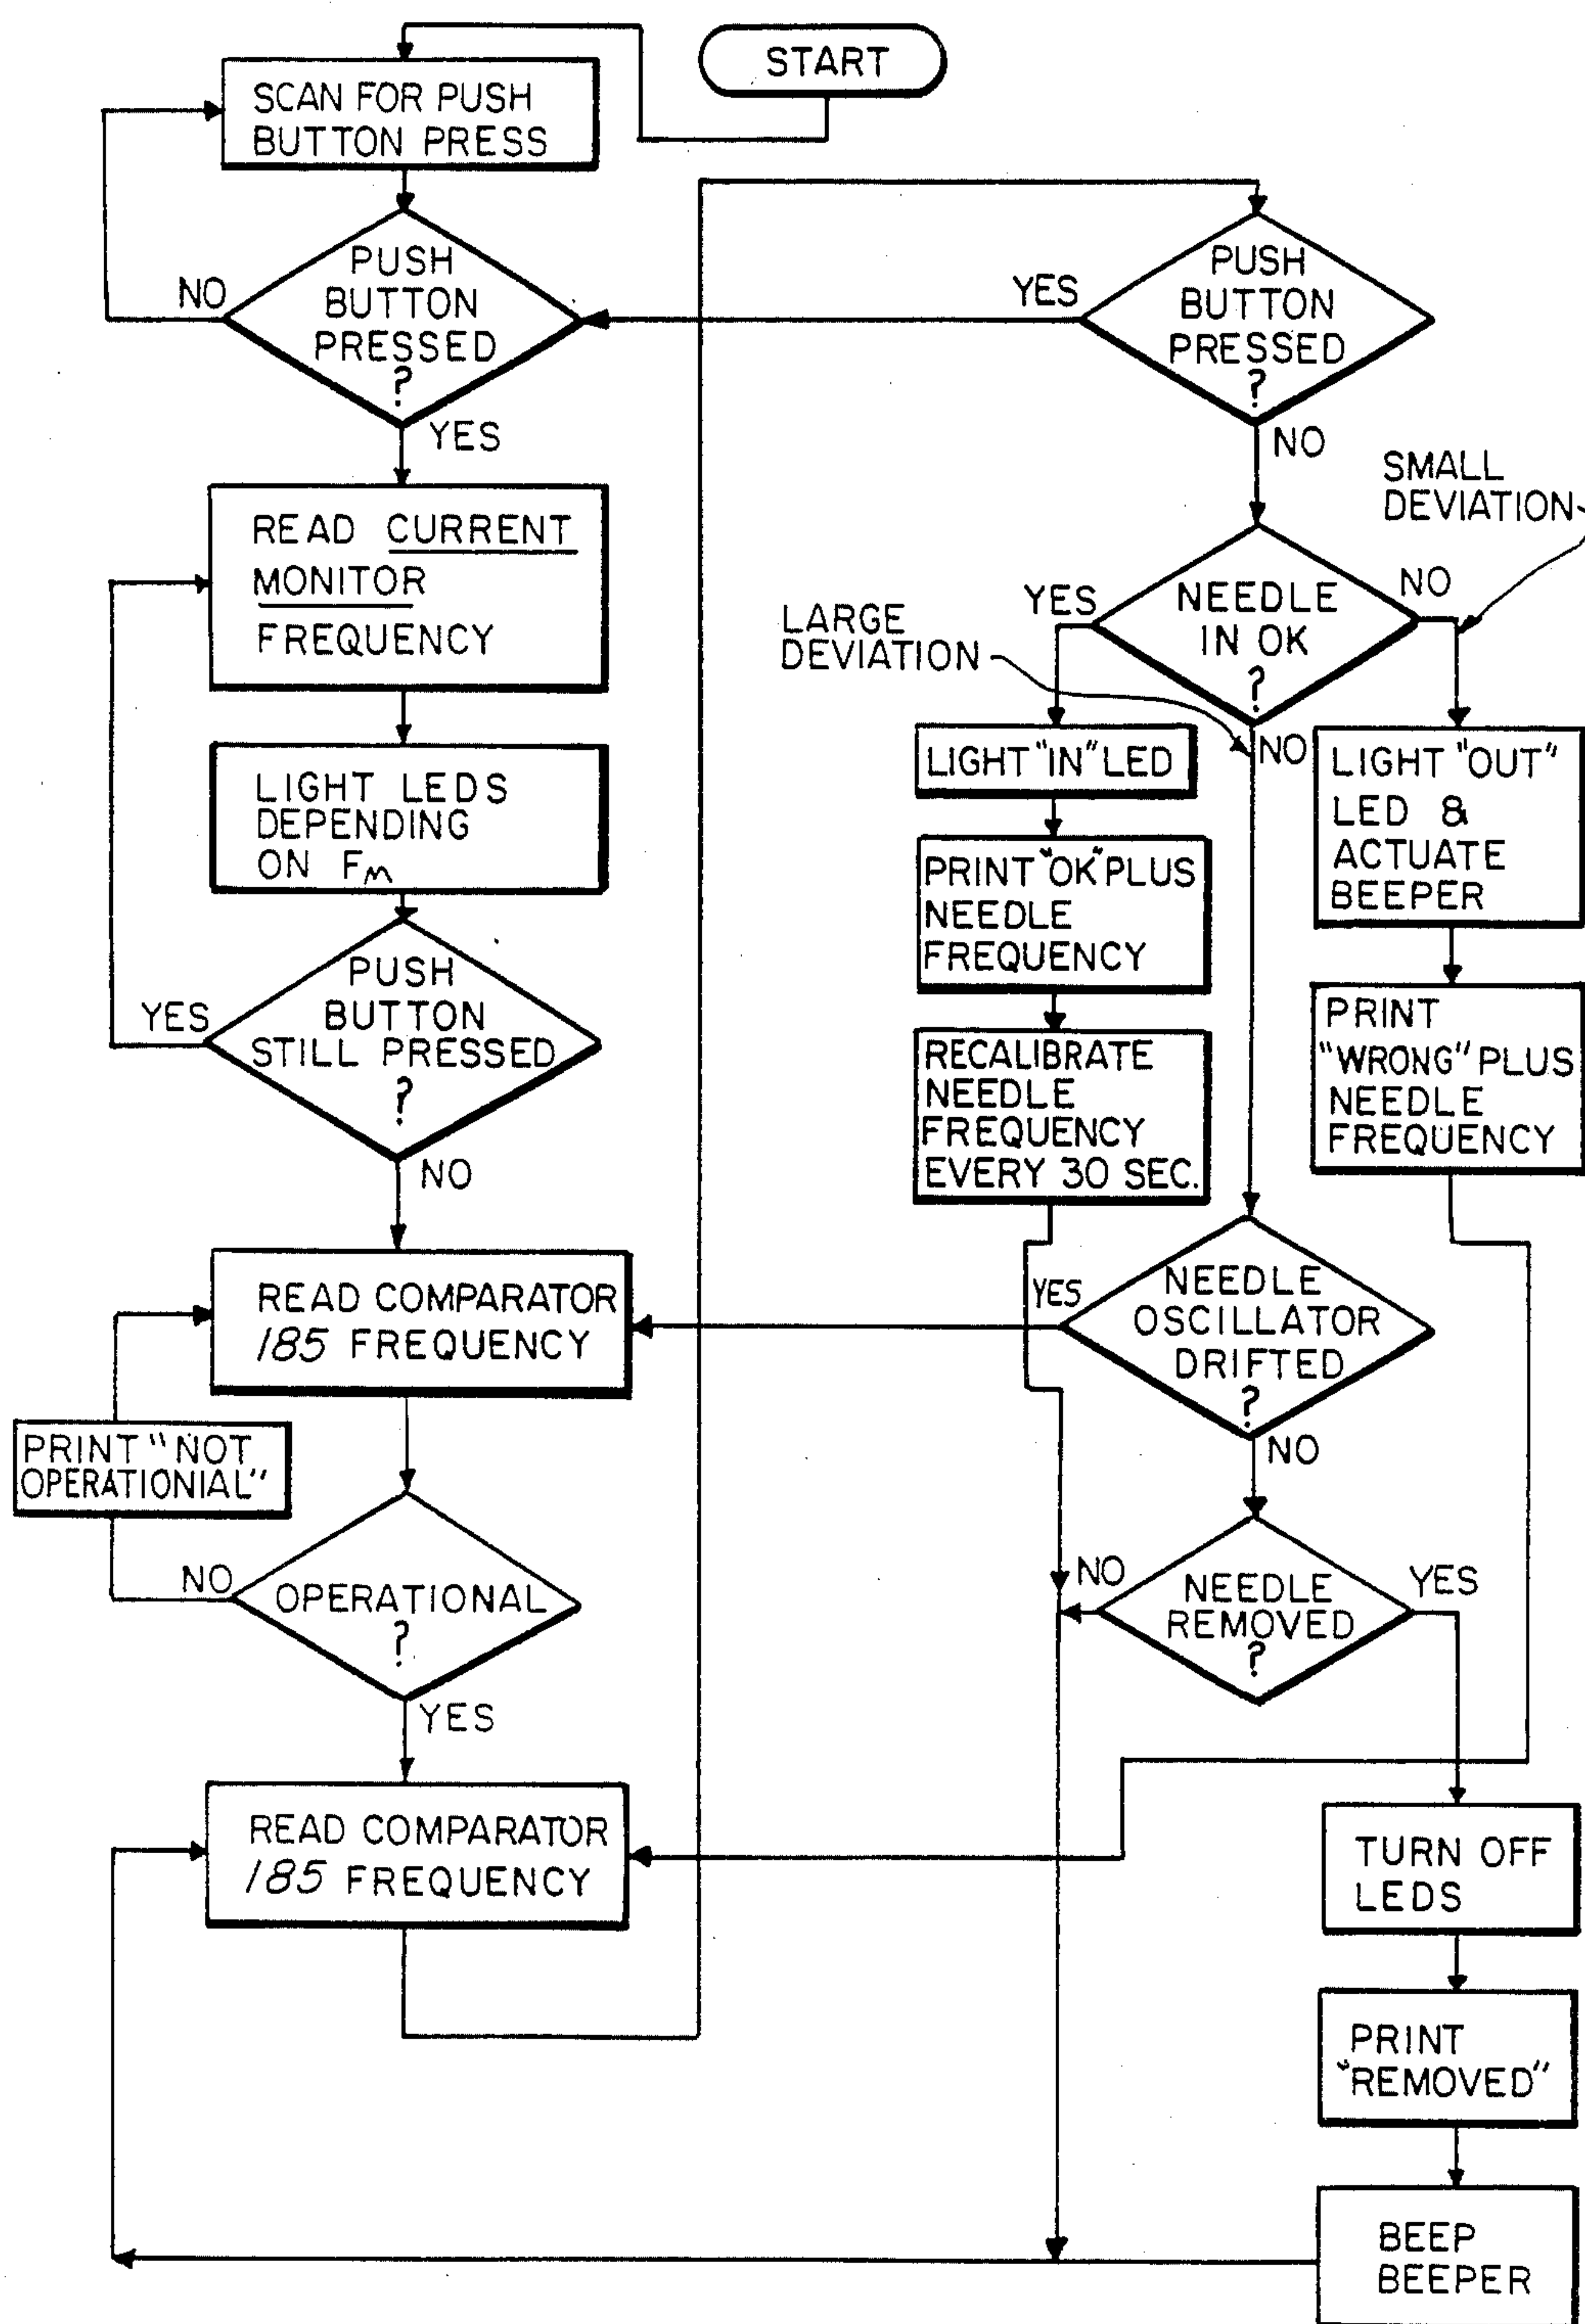 START
SCAN FOR PUSH
BUTTON PRESS
PUSH
BUTTON
PRESSED
?
NO
YES
READ CURRENT
MONITOR
FREQUENCY
LIGHT LEDS
DEPENDING
ON FM
PUSH
BUTTON
STILL PRESSED
?
YES
NO
READ COMPARATOR
185 FREQUENCY
PRINT "NOT
OPERATIONIAL"
OPERATIONAL
?
NO
YES
READ COMPARATOR
185 FREQUENCY
PUSH
BUTTON
PRESSED
?
YES
NO
SMALL
DEVIATION
LARGE
DEVIATION
NEEDLE
IN OK
?
YES
NO
NO
LIGHT "IN" LED
PRINT "OK" PLUS
NEEDLE
FREQUENCY
RECALIBRATE
NEEDLE
FREQUENCY
EVERY 30 SEC.
LIGHT "OUT"
LED &
ACTUATE
BEEPER
PRINT
"WRONG" PLUS
NEEDLE
FREQUENCY
NEEDLE
OSCILLATOR
DRIFTED
?
YES
NO
NEEDLE
REMOVED
?
NO
YES
TURN OFF
LEDS
PRINT
"REMOVED"
BEEP
BEEPER